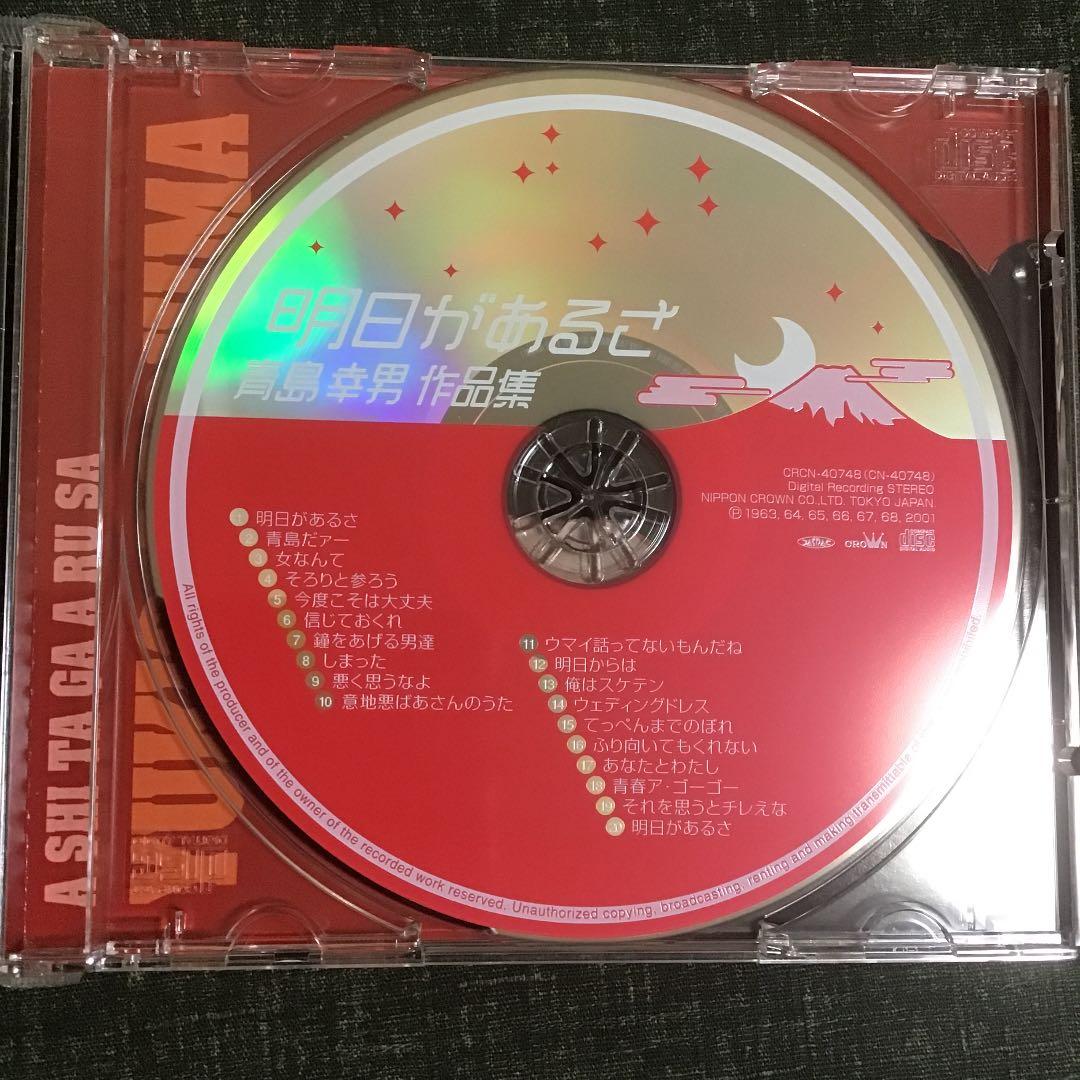 明日があるさ
青島幸男 作品集
CRCN-40748(CN-40748)
Digital Recording STEREO
NIPPON CROWN CO.,LTD. TOKYO JAPAN.
Ⓟ 1963, 64, 65, 66, 67, 68, 2001
JASRAC CROWN COMPACT disc DIGITAL AUDIO
1 明日があるさ
2 青島だァー
3 女なんて
4 そろりと参ろう
5 今度こそは大丈夫
6 信じておくれ
7 鐘をあげる男達
8 しまった
9 悪く思うなよ
10 意地悪ばあさんのうた
11 ウマイ話ってないもんだね
12 明日からは
13 俺はスケテン
14 ウェディングドレス
15 てっぺんまでのぼれ
16 ふり向いてもくれない
17 あなたとわたし
18 青春ア・ゴーゴー
19 それを思うとチレえな
20 明日があるさ
All rights of the producer and of the owner of the recorded work reserved. Unauthorized copying, broadcasting, renting and making transmittable of
A SHI TA GA A RU SA
COMPACT disc DIGITAL AUDIO